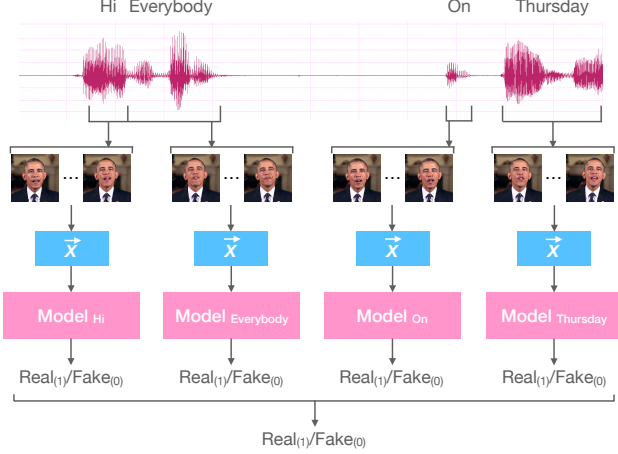 Hi Everybody On Thursday
... ... ... ...
X X X X
Model Hi Model Everybody Model On Model Thursday
Real(1)/Fake(0) Real(1)/Fake(0) Real(1)/Fake(0) Real(1)/Fake(0)
Real(1)/Fake(0)